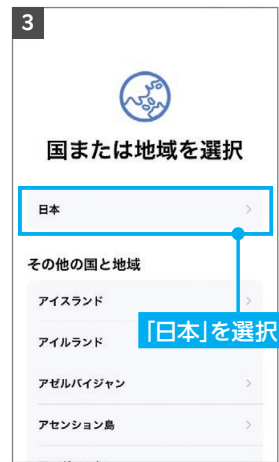 3
国または地域を選択
日本
その他の国と地域
アイスランド
「日本」を選択
アイルランド
アゼルバイジャン
アセンション島